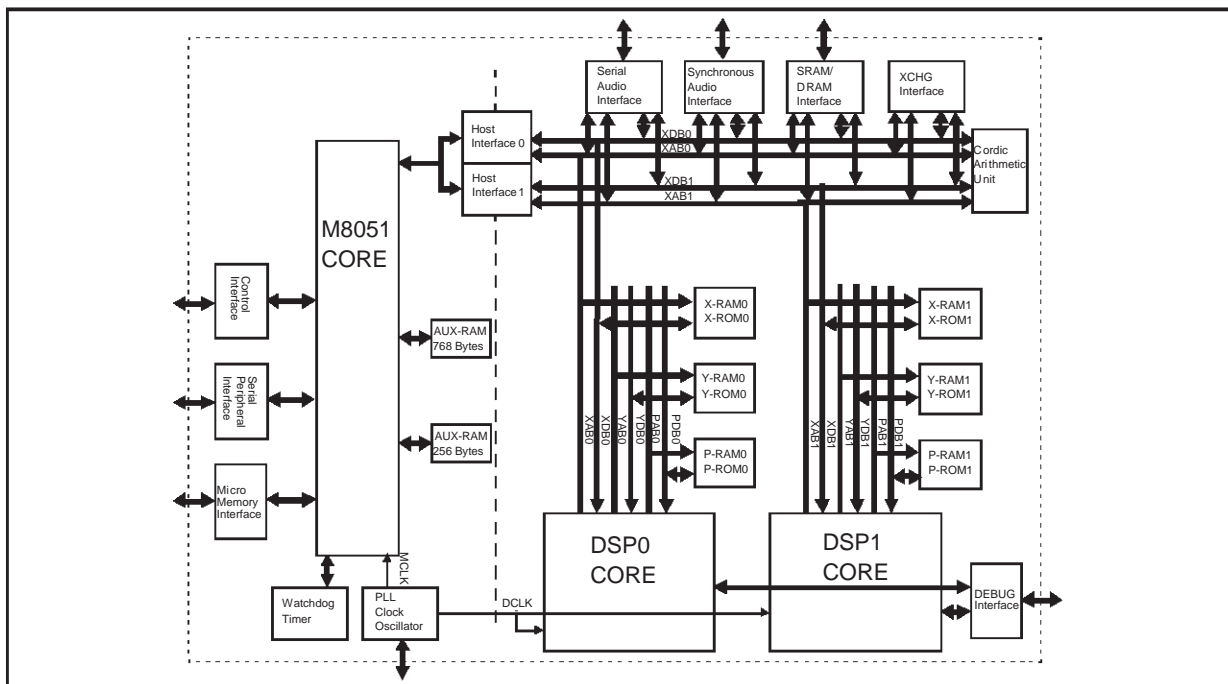 Serial
Audio
Interface
Synchronous
Audio
Interface
SRAM/
DRAM
Interface
XCHG
Interface
Host
Interface 0
Host
Interface 1
XDB0
XAB0
XDB1
XAB1
Cordic
Arithmetic
Unit
M8051
CORE
Control
Interface
Serial
Peripheral
Interface
Micro
Memory
Interface
AUX-RAM
768 Bytes
AUX-RAM
256 Bytes
X-RAM0
X-ROM0
Y-RAM0
Y-ROM0
P-RAM0
P-ROM0
XAB0
XDB0
YAB0
YDB0
PAB0
PDB0
X-RAM1
X-ROM1
Y-RAM1
Y-ROM1
P-RAM1
P-ROM1
XAB1
XDB1
YAB1
YDB1
PAB1
PDB1
DSP0
CORE
DSP1
CORE
MCLK
Watchdog
Timer
PLL
Clock
Oscillator
DCLK
DEBUG
Interface